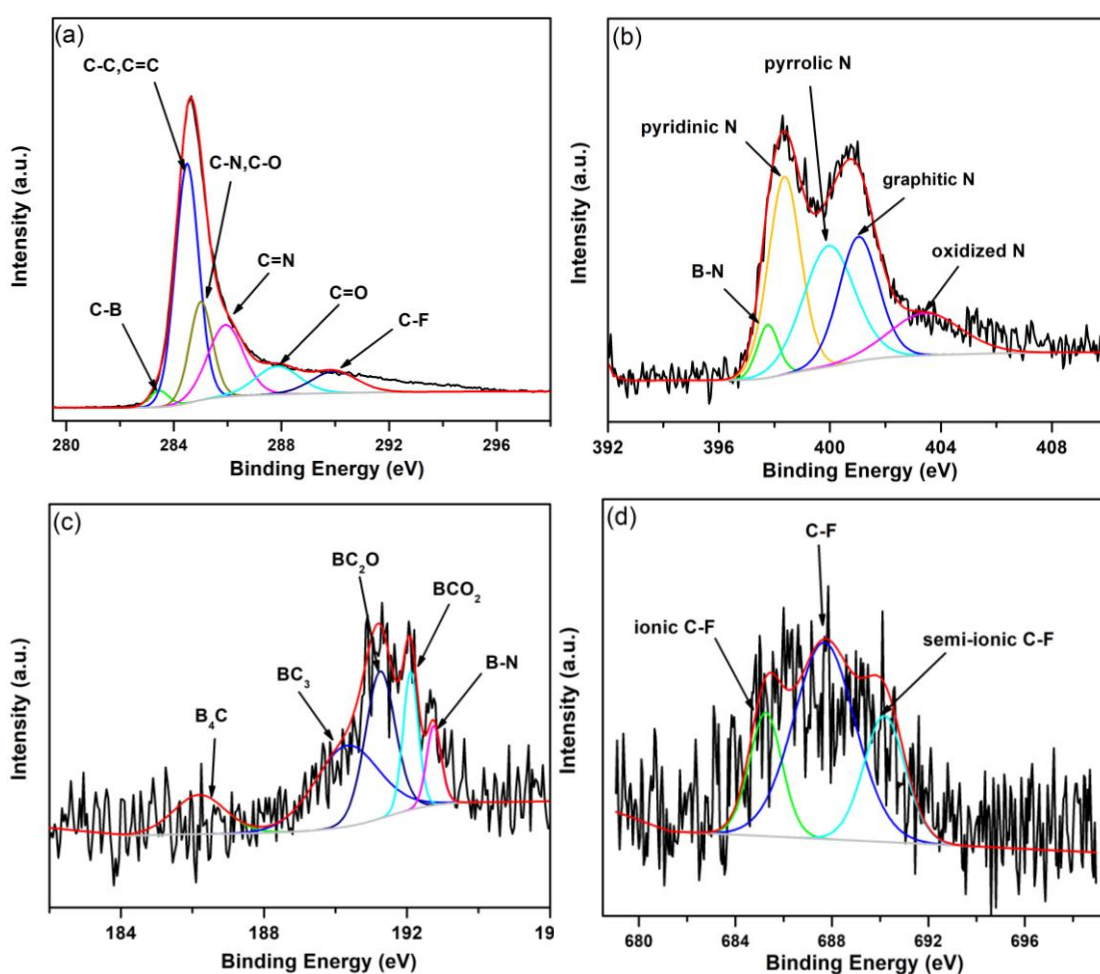 (a)
C-C,C=C
C-N,C-O
C=N
C=O
C-F
C-B
Intensity (a.u.)
280 284 288 292 296
Binding Energy (eV)
(b)
pyrrolic N
pyridinic N
graphitic N
oxidized N
B-N
Intensity (a.u.)
392 396 400 404 408
Binding Energy (eV)
(c)
BC₂O
BCO₂
BC₃
B-N
B₄C
Intensity (a.u.)
184 188 192 19
Binding Energy (eV)
(d)
C-F
ionic C-F
semi-ionic C-F
Intensity (a.u.)
680 684 688 692 696
Binding Energy (eV)